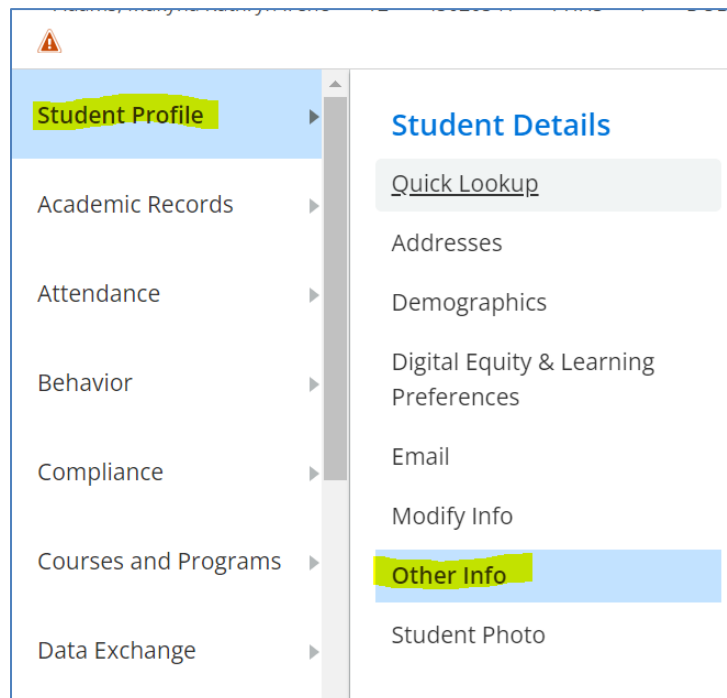 Student Profile
Academic Records
Attendance
Behavior
Compliance
Courses and Programs
Data Exchange
Student Details
Quick Lookup
Addresses
Demographics
Digital Equity & Learning
Preferences
Email
Modify Info
Other Info
Student Photo